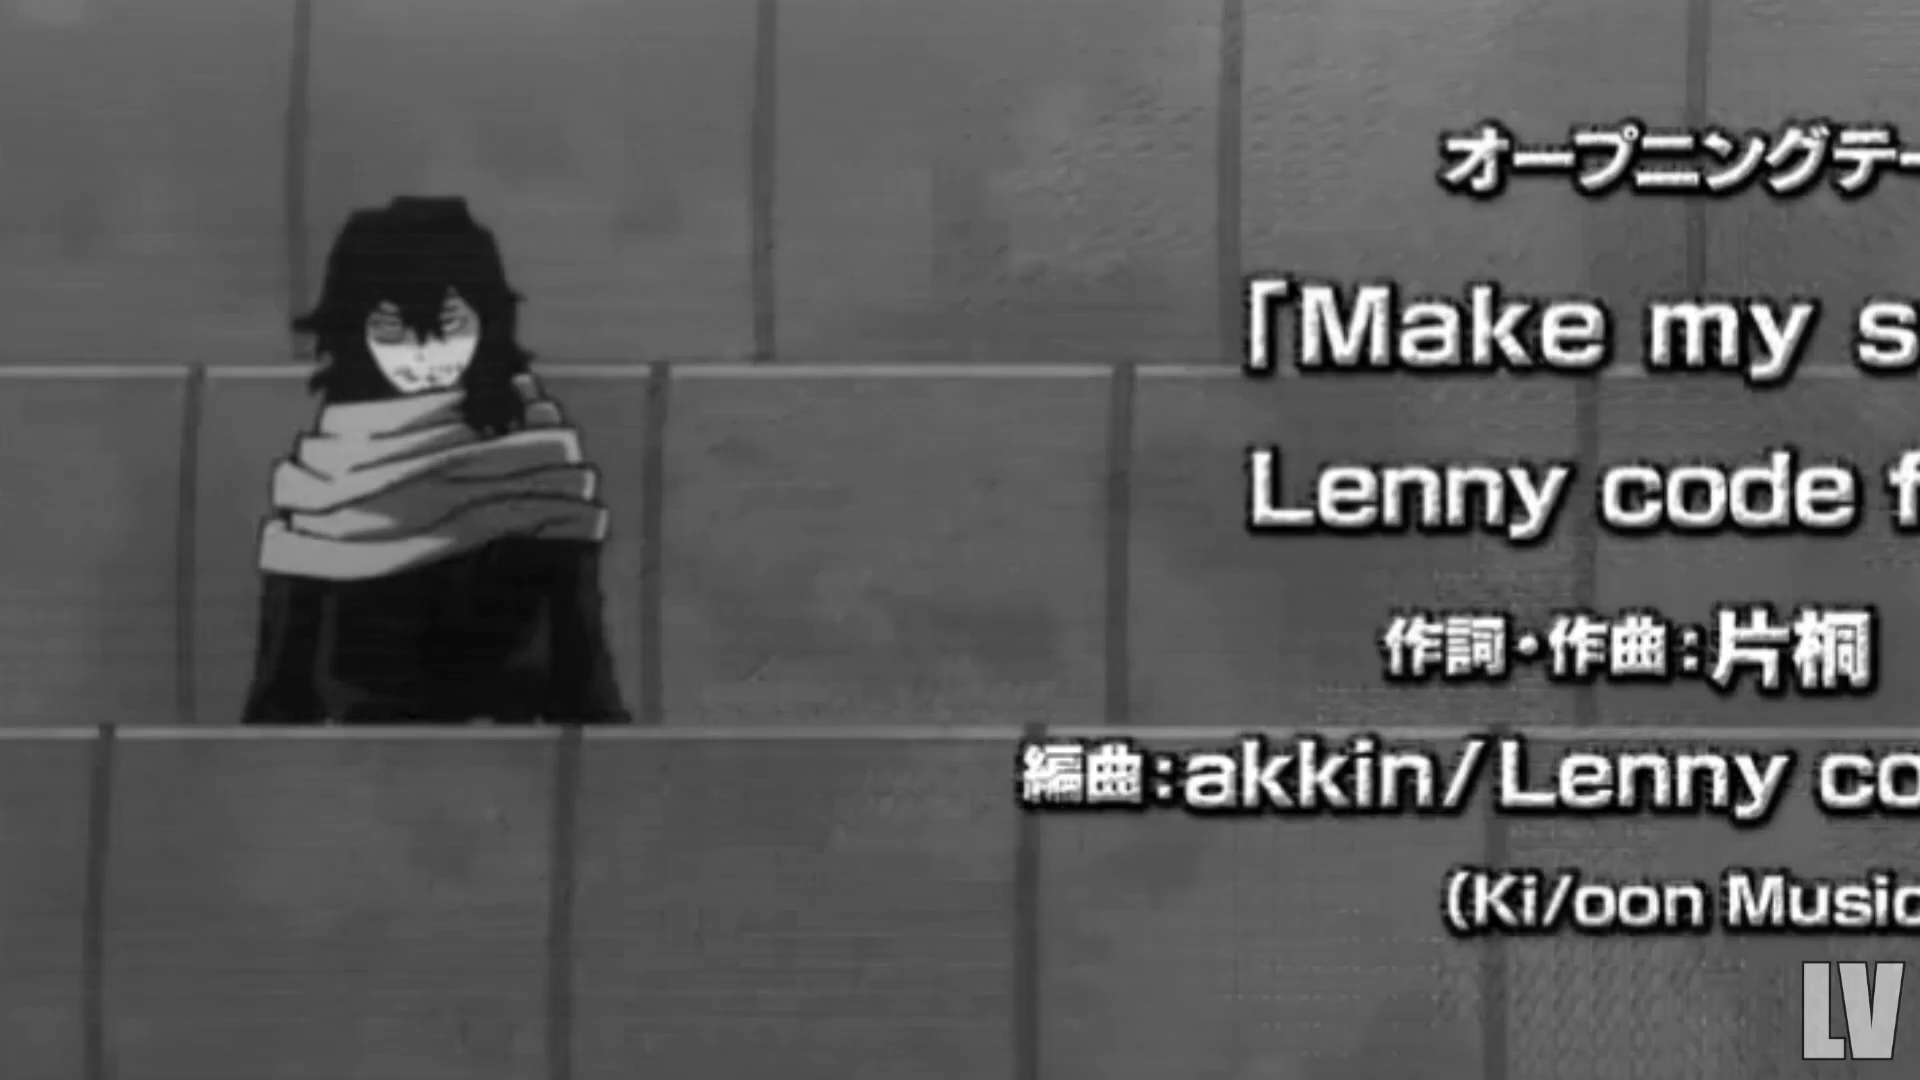 オープニングテー
「Make my s
Lenny code f
作詞・作曲：片桐
編曲：akkin/Lenny co
(Ki/oon Music
LV